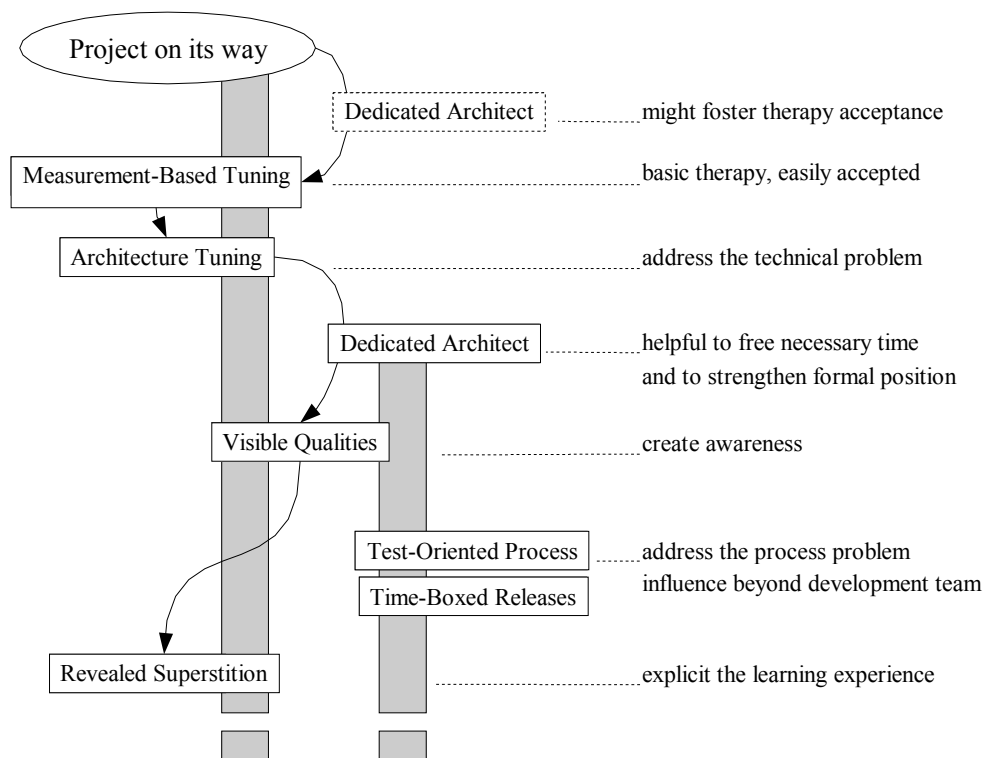 Project on its way
Dedicated Architect
might foster therapy acceptance
Measurement-Based Tuning
basic therapy, easily accepted
Architecture Tuning
address the technical problem
Dedicated Architect
helpful to free necessary time
and to strengthen formal position
Visible Qualities
create awareness
Test-Oriented Process
address the process problem
influence beyond development team
Time-Boxed Releases
Revealed Superstition
explicit the learning experience